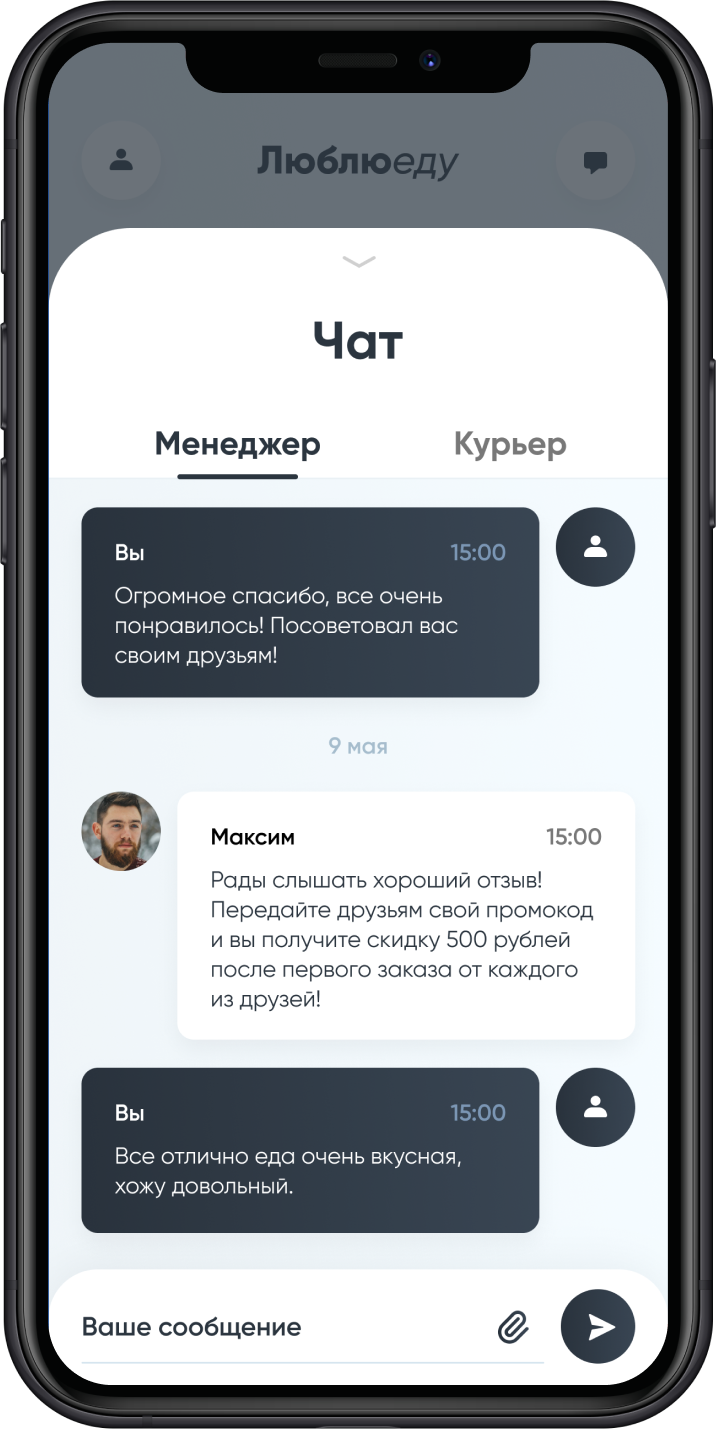 Люблюеду
Чат
Менеджер Курьер
Вы 15:00
Огромное спасибо, все очень
понравилось! Посоветовал вас
своим друзьям!
9 мая
Максим 15:00
Рады слышать хороший отзыв!
Передайте друзьям свой промокод
и вы получите скидку 500 рублей
после первого заказа от каждого
из друзей!
Вы 15:00
Все отлично еда очень вкусная,
хожу довольный.
Ваше сообщение